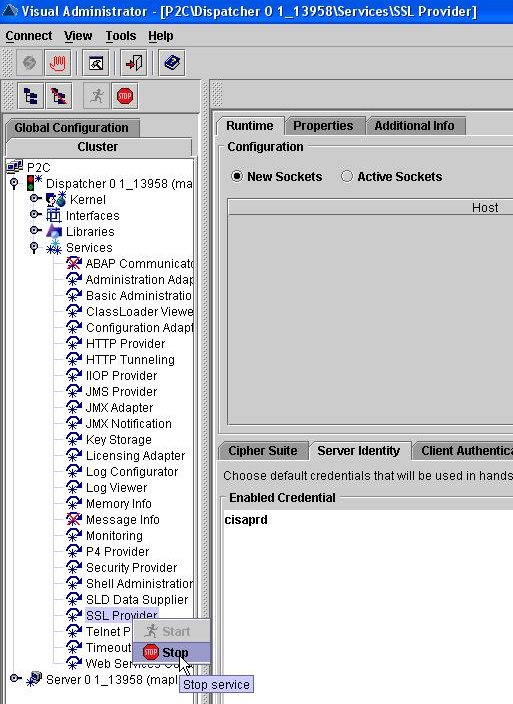 Visual Administrator - [P2C\Dispatcher 0 1_13958\Services\SSL Provider]
Connect View Tools Help
STOP
Global Configuration
Cluster
P2C
Dispatcher 0 1_13958 (ma
Kernel
Interfaces
Libraries
Services
ABAP Communicato
Administration Adap
Basic Administratio
ClassLoader Viewe
Configuration Adapt
HTTP Provider
HTTP Tunneling
IIOP Provider
JMS Provider
JMX Adapter
JMX Notification
Key Storage
Licensing Adapter
Log Configurator
Log Viewer
Memory Info
Message Info
Monitoring
P4 Provider
Security Provider
Shell Administration
SLD Data Supplier
SSL Provider
Telnet P
Timeout
Web Services
Server 0 1_13958 (mapl
Start
STOP Stop
Stop service
Runtime Properties Additional Info
Configuration
New Sockets Active Sockets
Host
Cipher Suite Server Identity Client Authentica
Choose default credentials that will be used in hands
Enabled Credential
cisaprd